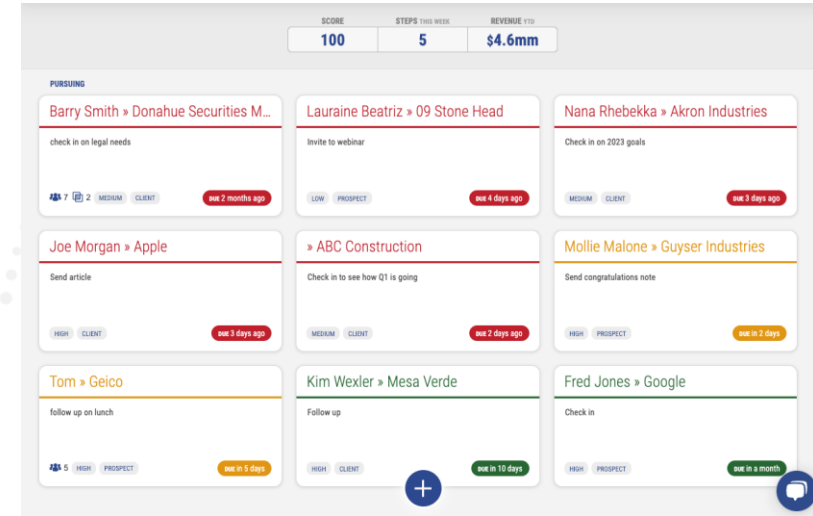 SCORE STEPS THIS WEEK REVENUE YTD
100 5 $4.6mm
PURSUING
Barry Smith » Donahue Securities M...
check in on legal needs
7 2 MEDIUM CLIENT DUE 2 months ago
Lauraine Beatriz » 09 Stone Head
Invite to webinar
LOW PROSPECT DUE 4 days ago
Nana Rhebekka » Akron Industries
Check in on 2023 goals
MEDIUM CLIENT DUE 3 days ago
Joe Morgan » Apple
Send article
HIGH CLIENT DUE 3 days ago
» ABC Construction
Check in to see how Q1 is going
MEDIUM CLIENT DUE 2 days ago
Mollie Malone » Guyser Industries
Send congratulations note
HIGH PROSPECT DUE in 2 days
Tom » Geico
follow up on lunch
5 HIGH PROSPECT DUE in 5 days
Kim Wexler » Mesa Verde
Follow up
HIGH CLIENT DUE in 10 days
Fred Jones » Google
Check in
HIGH PROSPECT DUE in a month